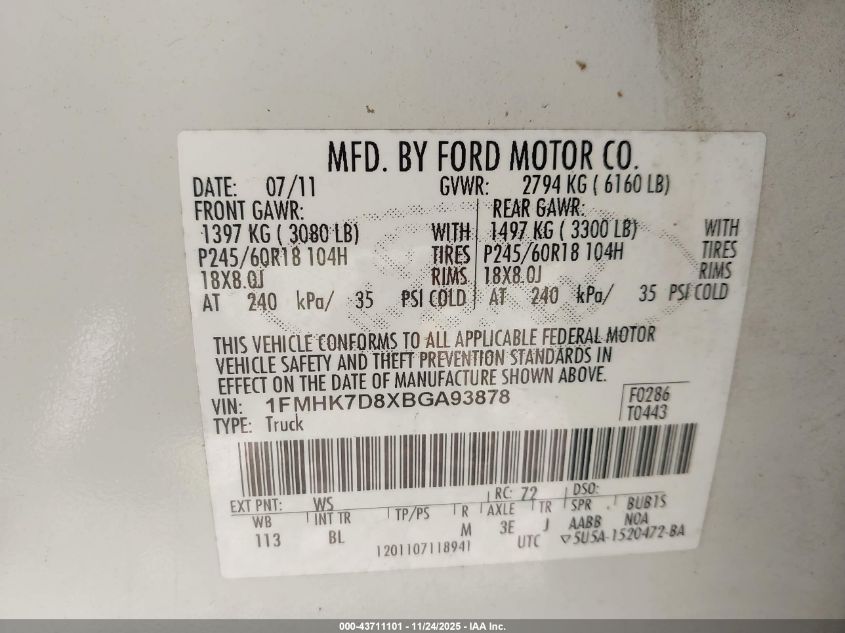 MFD. BY FORD MOTOR CO.
DATE: 07/11 GVWR: 2794 KG ( 6160 LB)
FRONT GAWR: REAR GAWR:
1397 KG ( 3080 LB) WITH 1497 KG ( 3300 LB) WITH
P245/60R18 104H TIRES P245/60R18 104H TIRES
18X8.0J RIMS 18X8.0J RIMS
AT 240 kPa/ 35 PSI COLD AT 240 kPa/ 35 PSI COLD
THIS VEHICLE CONFORMS TO ALL APPLICABLE FEDERAL MOTOR
VEHICLE SAFETY AND THEFT PREVENTION STANDARDS IN
EFFECT ON THE DATE OF MANUFACTURE SHOWN ABOVE.
VIN: 1FMHK7D8XBGA93878 F0286
TYPE: Truck T0443
EXT PNT: WS RC: 72 DSO:
WB INT TR TP/PS R AXLE TR SPR BUB1S
113 BL M 3E J AABB NOA
1201107118941 UTC ▽5U5A-1520472-BA
000-43711101 - 11/24/2025 - IAA Inc.